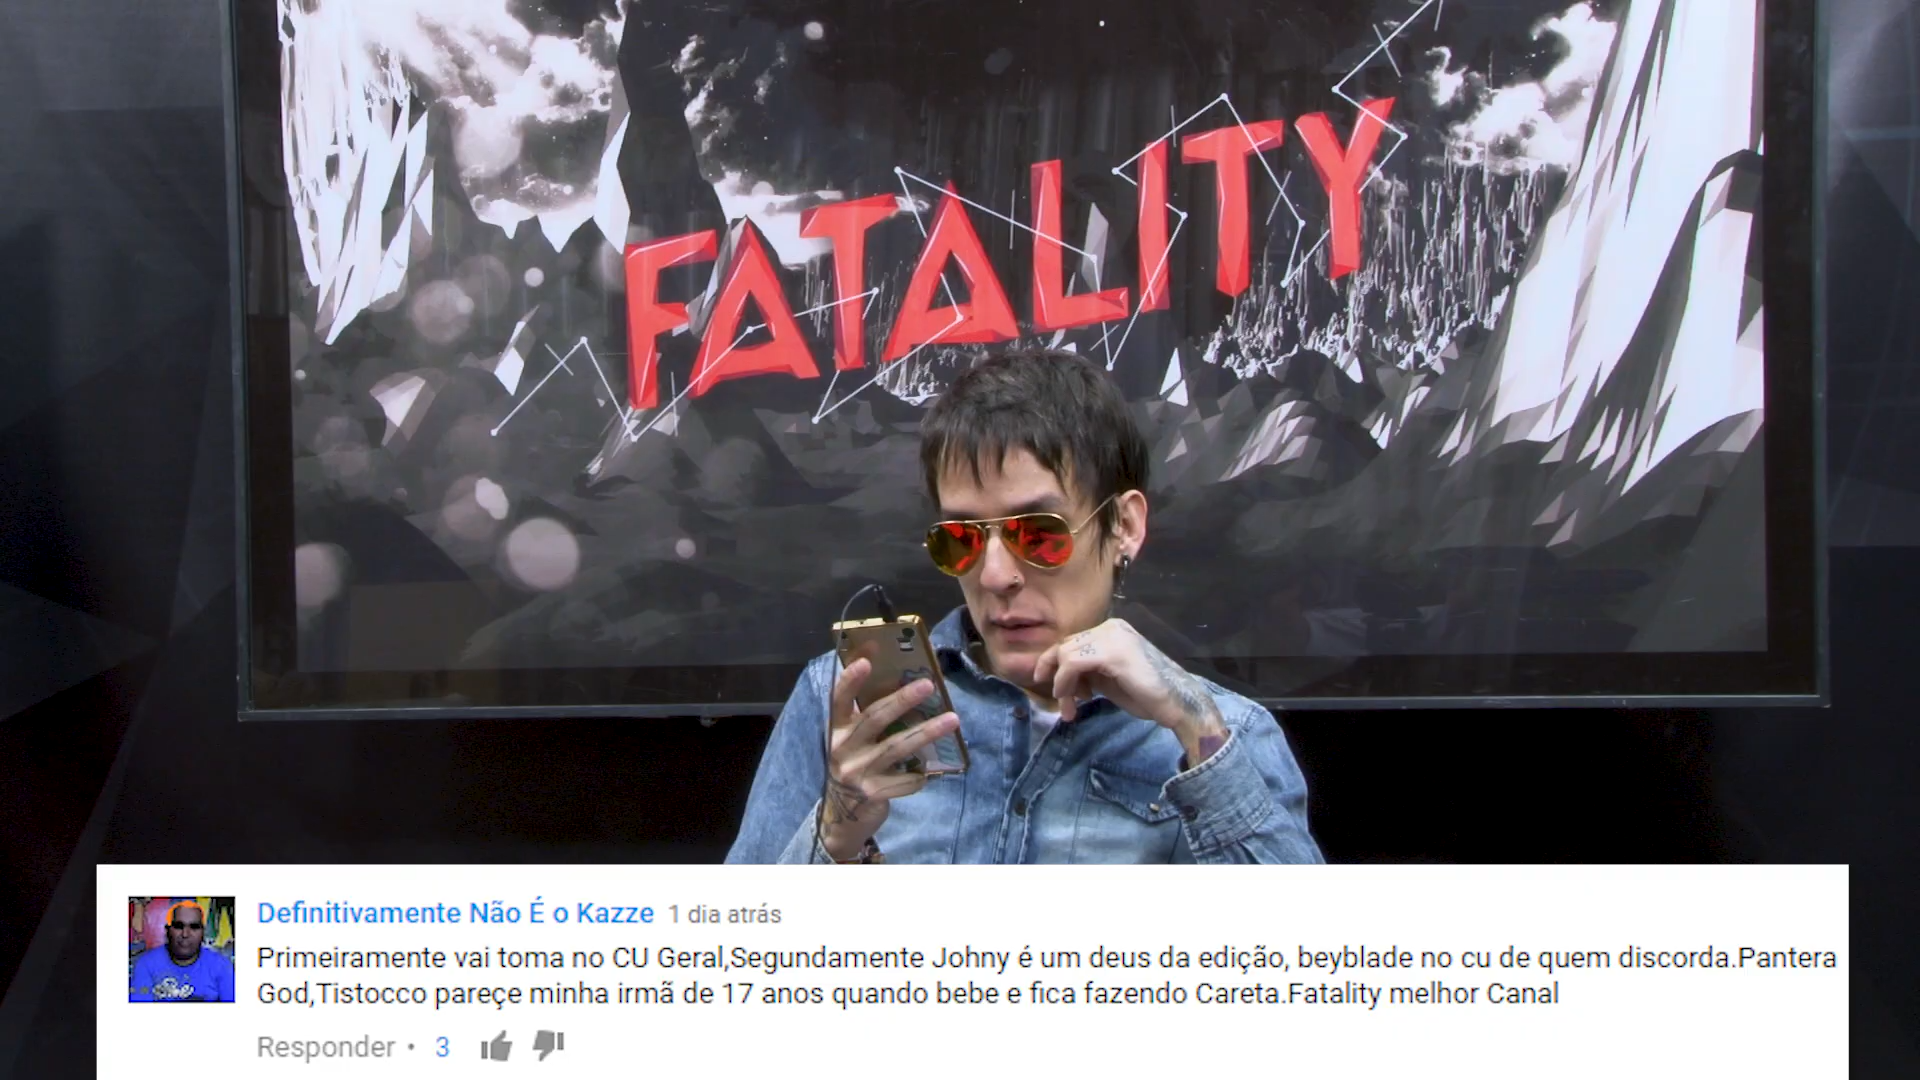 FATALITY
Definitivamente Não É o Kazze 1 dia atrás
Primeiramente vai toma no CU Geral,Segundamente Johny é um deus da edição, beyblade no cu de quem discorda.Pantera
God,Tistocco pareçe minha irmã de 17 anos quando bebe e fica fazendo Careta.Fatality melhor Canal
Responder • 3